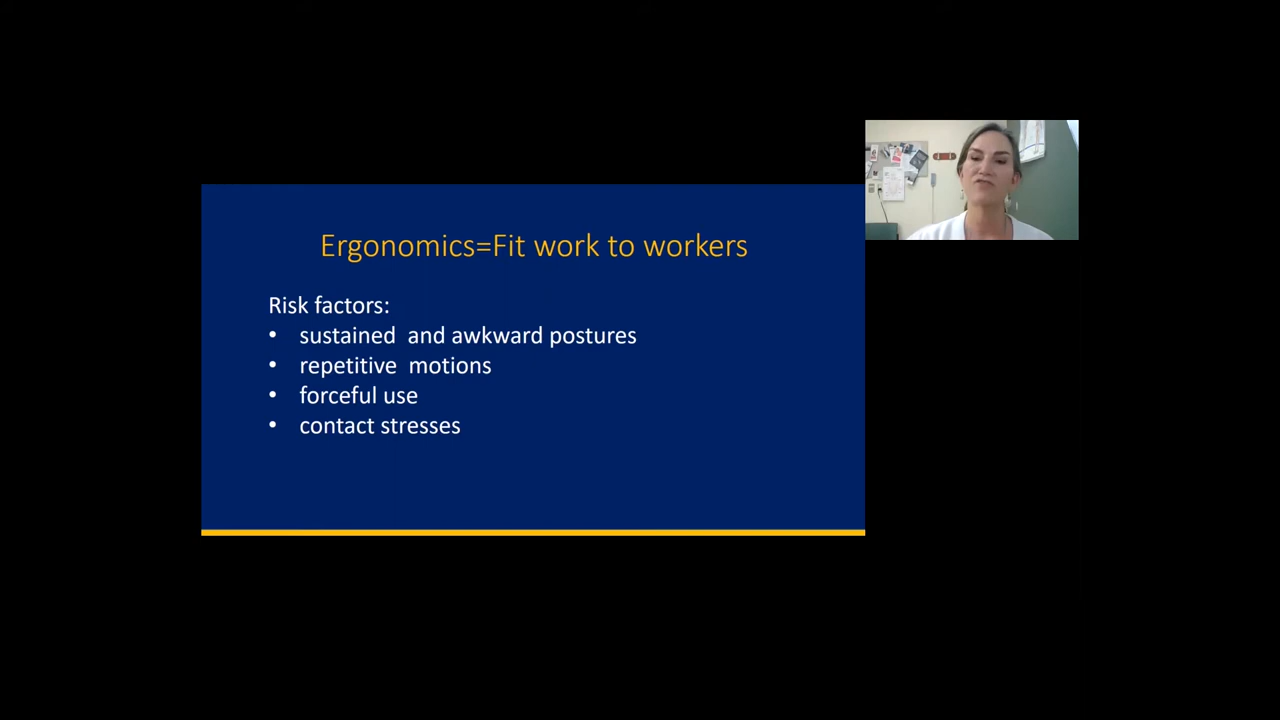 Ergonomics=Fit work to workers
Risk factors:
• sustained  and awkward postures
• repetitive  motions
• forceful use
• contact stresses